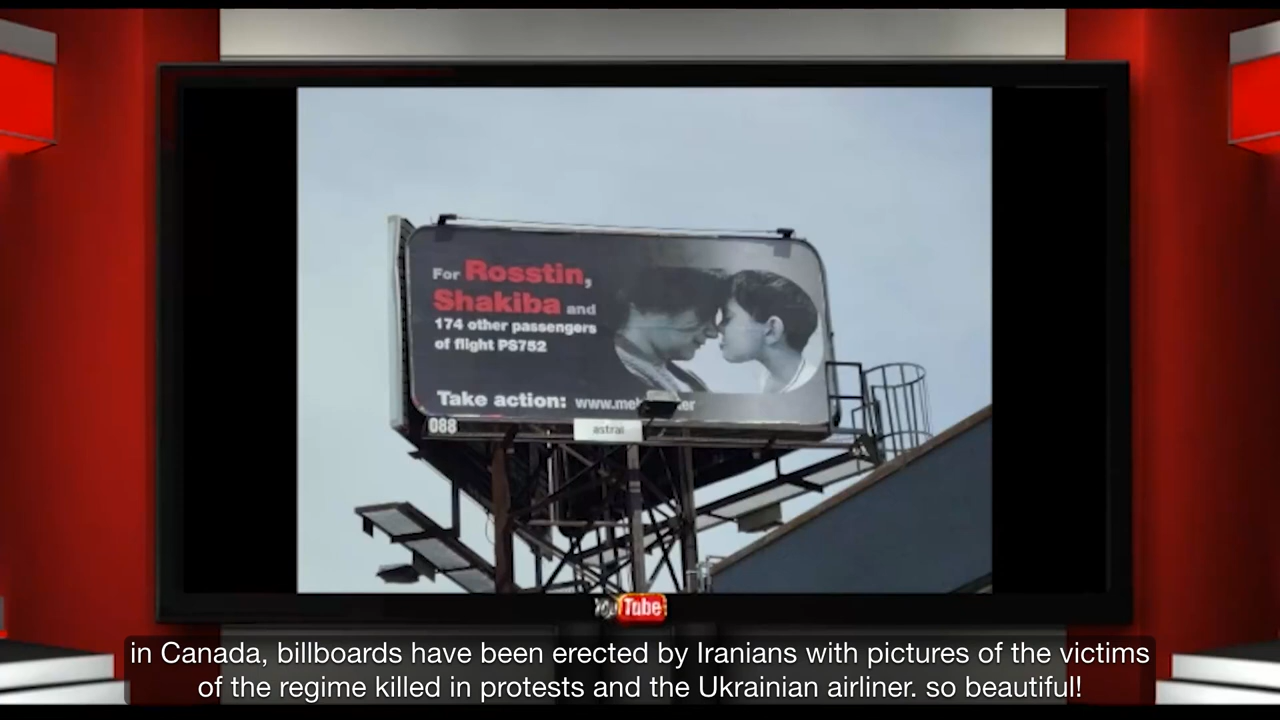 For Rosstin,
Shakiba and
174 other passengers
of flight PS752
Take action:
088
astral
YouTube
in Canada, billboards have been erected by Iranians with pictures of the victims
of the regime killed in protests and the Ukrainian airliner. so beautiful!